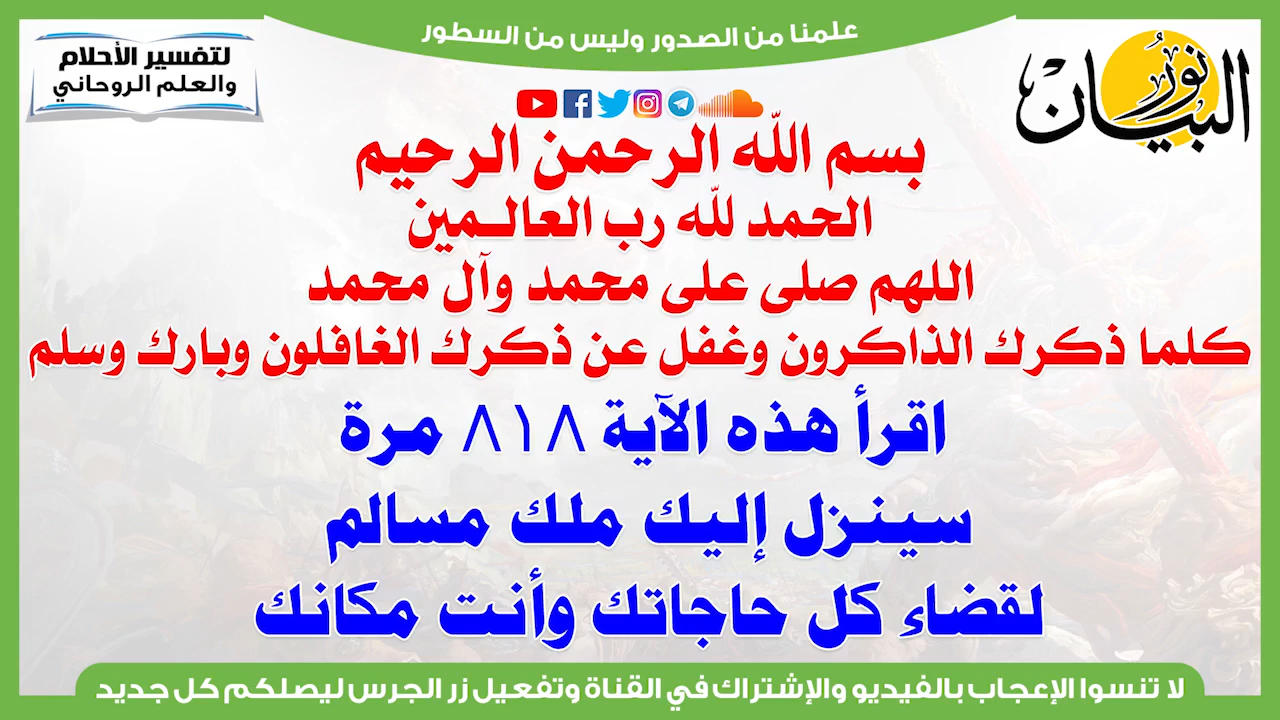 علمنا من الصدور وليس من السطور
لتفسير الأحلام
والعلم الروحاني
نور البيان
بسم الله الرحمن الرحيم
الحمد لله رب العالـمين
اللهم صلى على محمد وآل محمد
كلما ذكرك الذاكرون وغفل عن ذكرك الغافلون وبارك وسلم
اقرأ هذه الآية ٨١٨ مرة
سينزل إليك ملك مسالم
لقضاء كل حاجاتك وأنت مكانك
لا تنسوا الإعجاب بالفيديو والإشتراك في القناة وتفعيل زر الجرس ليصلكم كل جديد